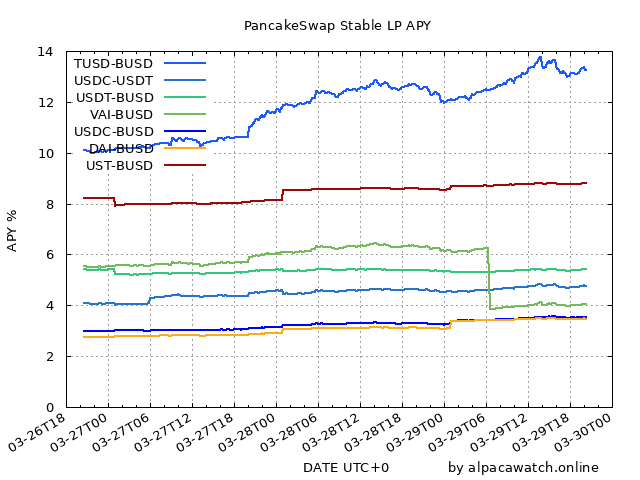 PancakeSwap Stable LP APY
14
12
10
8
6
4
2
0
APY %
TUSD-BUSD
USDC-USDT
USDT-BUSD
VAI-BUSD
USDC-BUSD
DAI-BUSD
UST-BUSD
03-26T18
03-27T00
03-27T06
03-27T12
03-27T18
03-28T00
03-28T06
03-28T12
03-28T18
03-29T00
03-29T06
03-29T12
03-29T18
03-30T00
DATE UTC+0
by alpacawatch.online